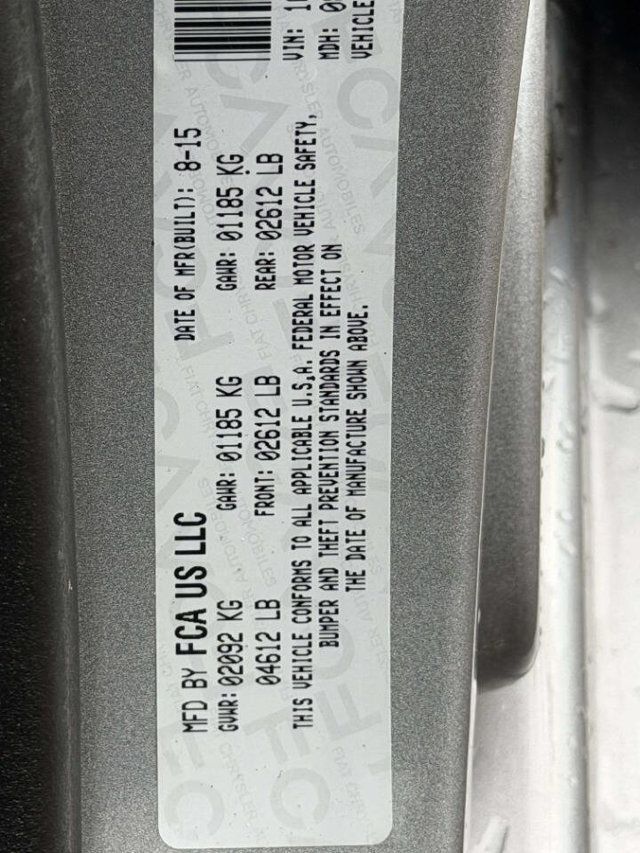 MFD BY FCA US LLC
DATE OF MFR(BUILT): 8-15
GVWR: 02092 KG GAWR: 01185 KG GAWR: 01185 KG
04612 LB FRONT: 02612 LB REAR: 02612 LB
THIS VEHICLE CONFORMS TO ALL APPLICABLE U.S.A. FEDERAL MOTOR VEHICLE SAFETY,
BUMPER AND THEFT PREVENTION STANDARDS IN EFFECT ON
THE DATE OF MANUFACTURE SHOWN ABOVE.
VIN:
MDH:
VEHICLE